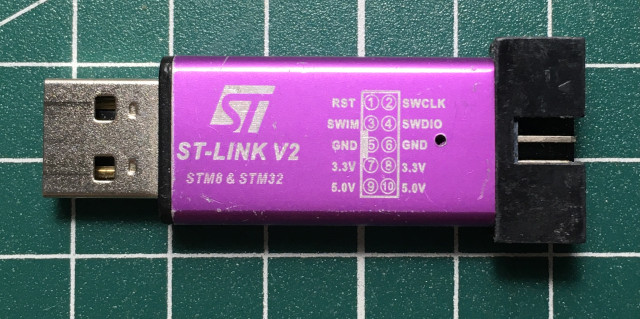 ST
ST-LINK V2
STM8 & STM32
RST 1 2 SWCLK
SWIM 3 4 SWDIO
GND 5 6 GND
3.3V 7 8 3.3V
5.0V 9 10 5.0V